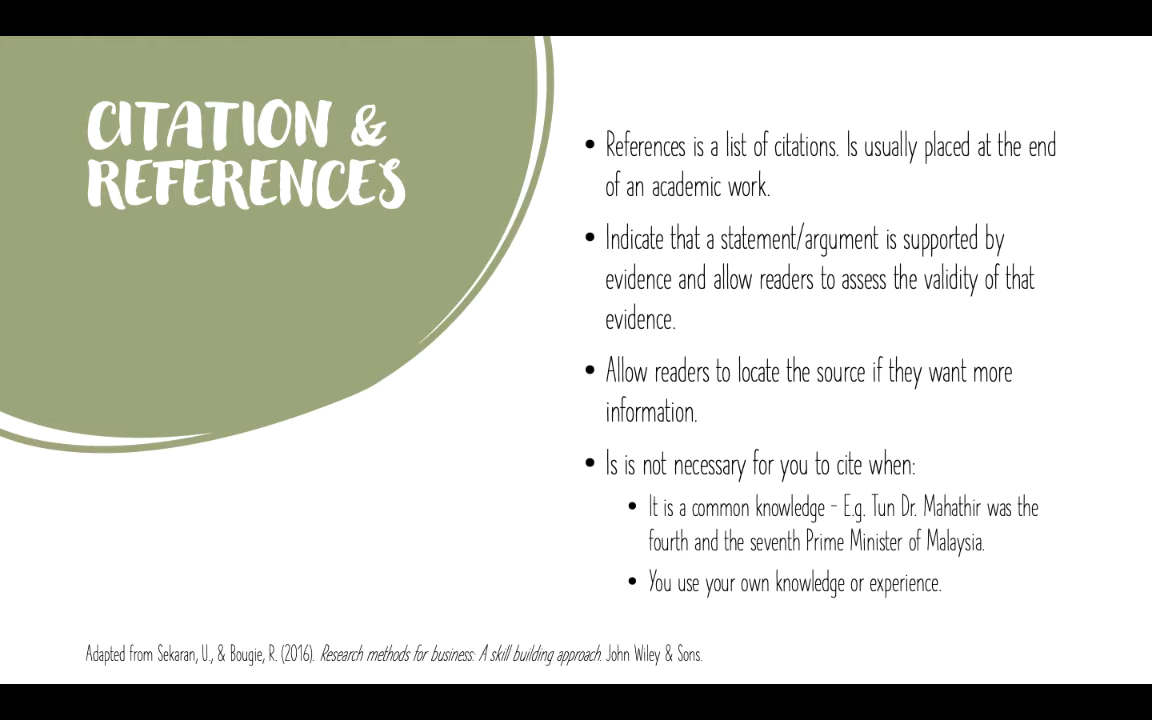 CITATION &
REFERENCES
• References is a list of citations. Is usually placed at the end
of an academic work.
• Indicate that a statement/argument is supported by
evidence and allow readers to assess the validity of that
evidence.
• Allow readers to locate the source if they want more
information.
• Is is not necessary for you to cite when:
• It is a common knowledge - E.g. Tun Dr. Mahathir was the
fourth and the seventh Prime Minister of Malaysia.
• You use your own knowledge or experience.
Adapted from Sekaran, U., & Bougie, R. (2016). Research methods for business: A skill building approach. John Wiley & Sons.